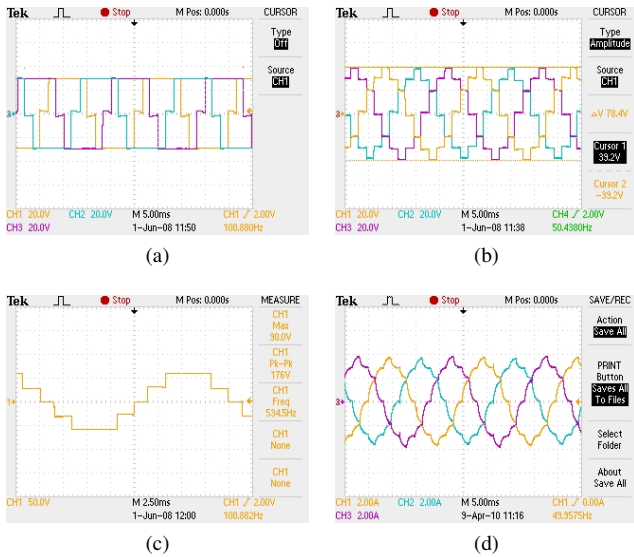 Tek Stop M Pos: 0.000s CURSOR
Type
Off
Source
CH1
3
CH1 20.0V CH2 20.0V M 5.00ms CH1 2.00V
CH3 20.0V 1-Jun-08 11:50 100.880Hz
(a)
Tek Stop M Pos: 0.000s CURSOR
Type
Amplitude
Source
CH1
ΔV 78.4V
Cursor 1
39.2V
Cursor 2
-39.2V
3
CH1 20.0V CH2 20.0V M 5.00ms CH4 2.00V
CH3 20.0V 1-Jun-08 11:38 50.4380Hz
(b)
Tek Stop M Pos: 0.000s MEASURE
CH1
Max
90.0V
CH1
Pk-Pk
176V
CH1
Freq
534.5Hz
CH1
None
CH1
None
1
CH1 50.0V M 2.50ms CH1 2.00V
1-Jun-08 12:00 100.882Hz
(c)
Tek Stop M Pos: 0.000s SAVE/REC
Action
Save All
PRINT
Button
Saves All
To Files
Select
Folder
About
Save All
3
CH1 2.00A CH2 2.00A M 5.00ms CH1 0.00A
CH3 2.00A 9-Apr-10 11:16 49.9575Hz
(d)